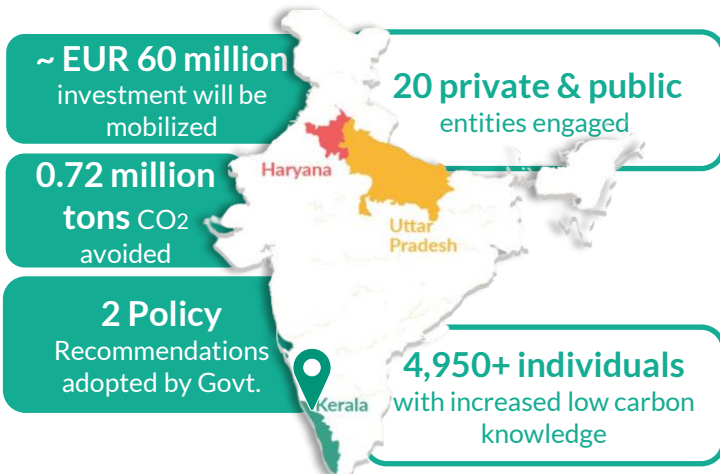 ~ EUR 60 million
investment will be
mobilized
20 private & public
entities engaged
Haryana
0.72 million
tons CO2
avoided
Uttar
Pradesh
2 Policy
Recommendations
adopted by Govt.
Kerala
4,950+ individuals
with increased low carbon
knowledge